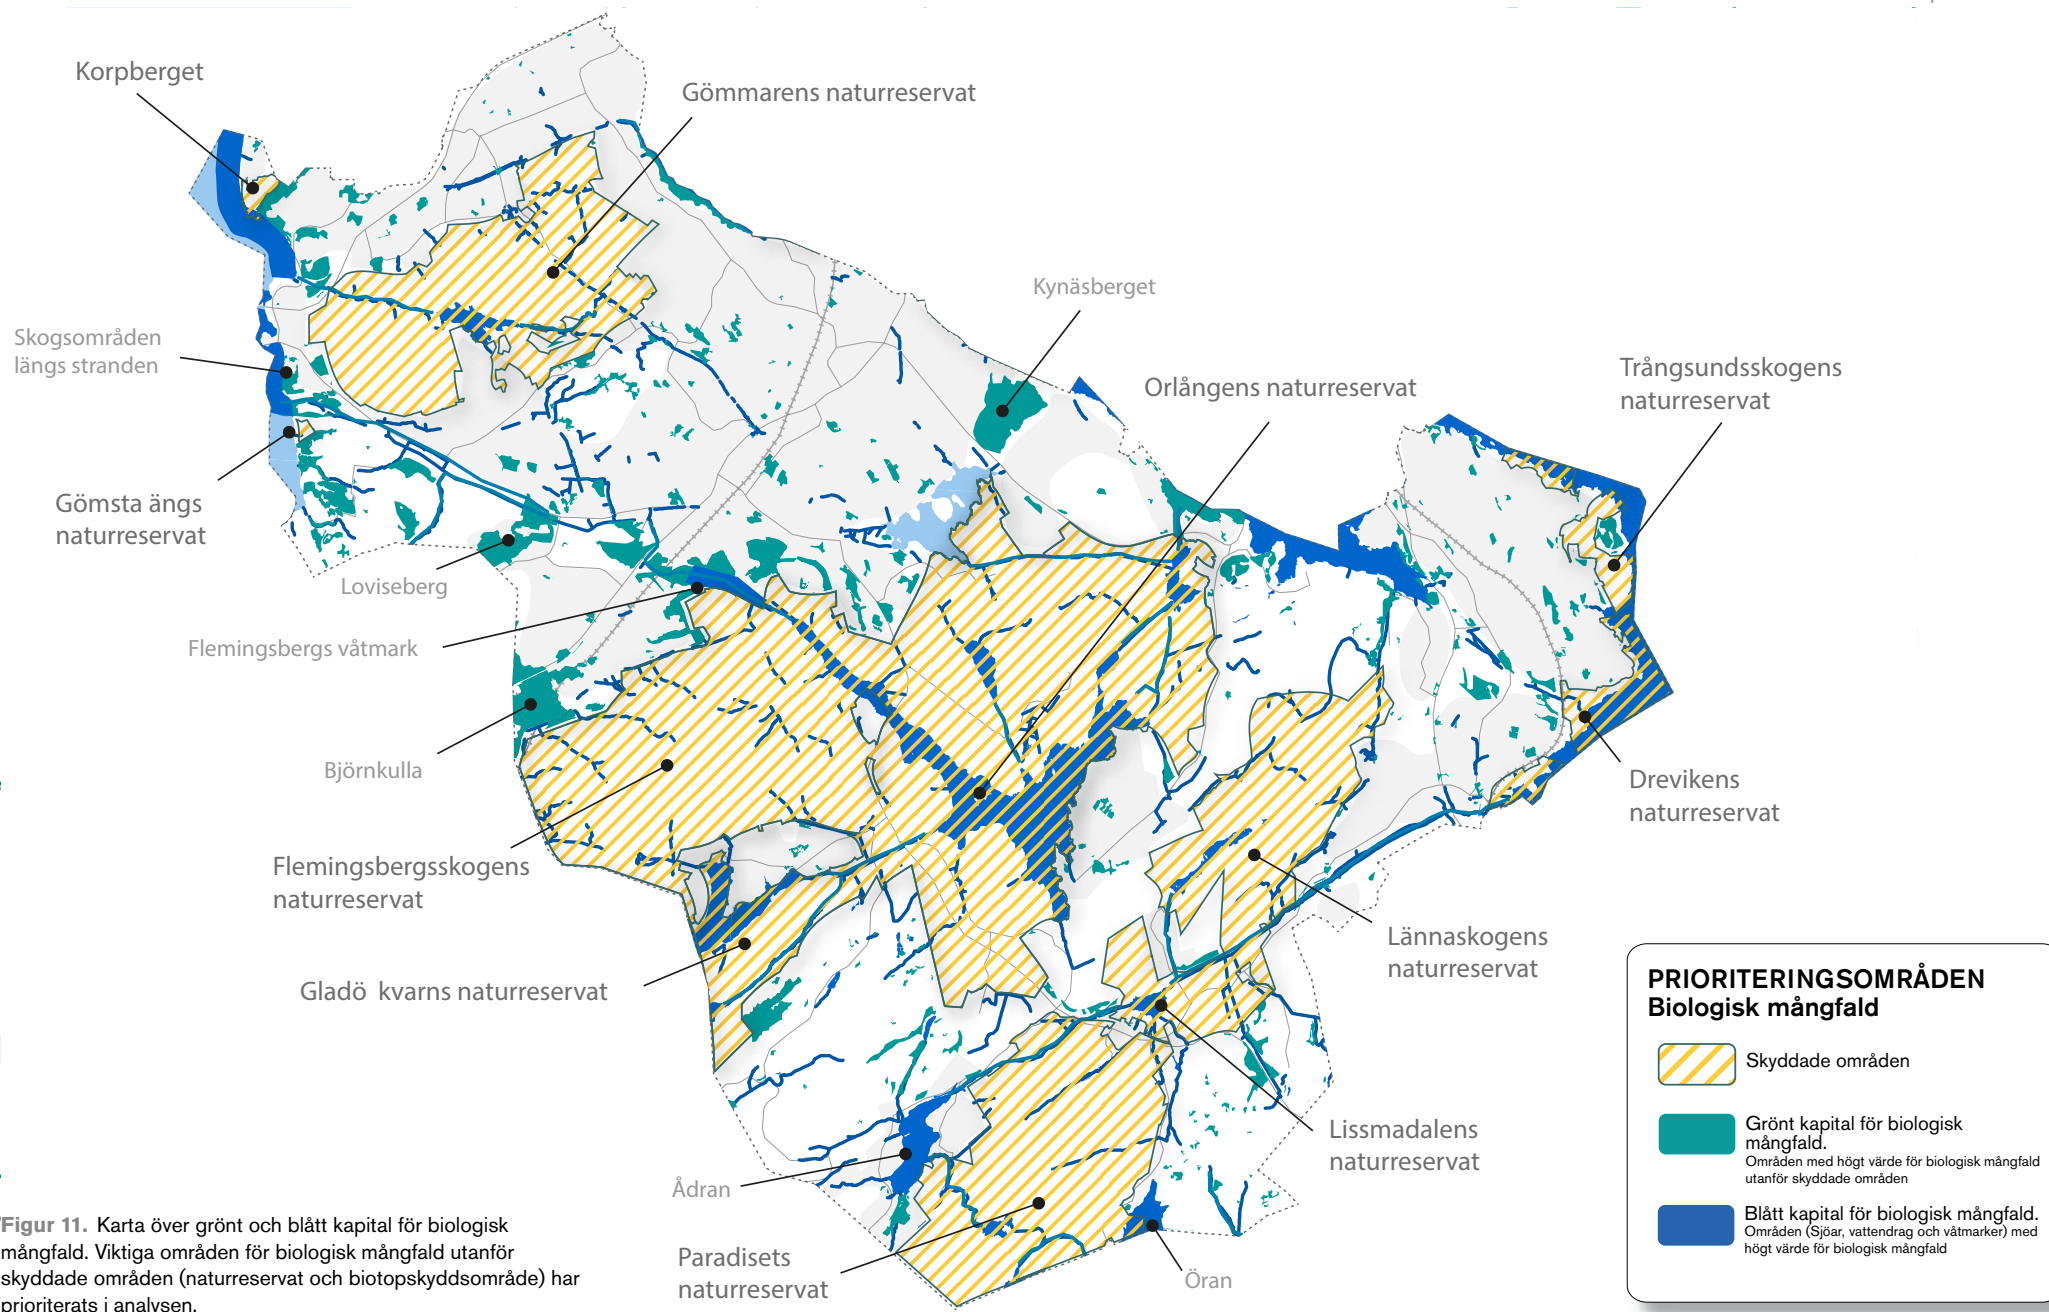 Korpberget
Gömmarens naturreservat
Kynäsberget
Skogsområden
längs stranden
Orlångens naturreservat
Trångsundsskogens
naturreservat
Gömsta ängs
naturreservat
Loviseberg
Flemingsbergs våtmark
Björnkulla
Drevikens
naturreservat
Flemingsbergsskogens
naturreservat
Lännaskogens
naturreservat
Gladö kvarns naturreservat
Lissmadalens
naturreservat
Ådran
Paradisets
naturreservat
Öran
PRIORITERINGSOMRÅDEN
Biologisk mångfald
Skyddade områden
Grönt kapital för biologisk
mångfald.
Områden med högt värde för biologisk mångfald
utanför skyddade områden
Blått kapital för biologisk mångfald.
Områden (Sjöar, vattendrag och våtmarker) med
högt värde för biologisk mångfald
Figur 11. Karta över grönt och blått kapital för biologisk
mångfald. Viktiga områden för biologisk mångfald utanför
skyddade områden (naturreservat och biotopskyddsområde) har
prioriterats i analysen.